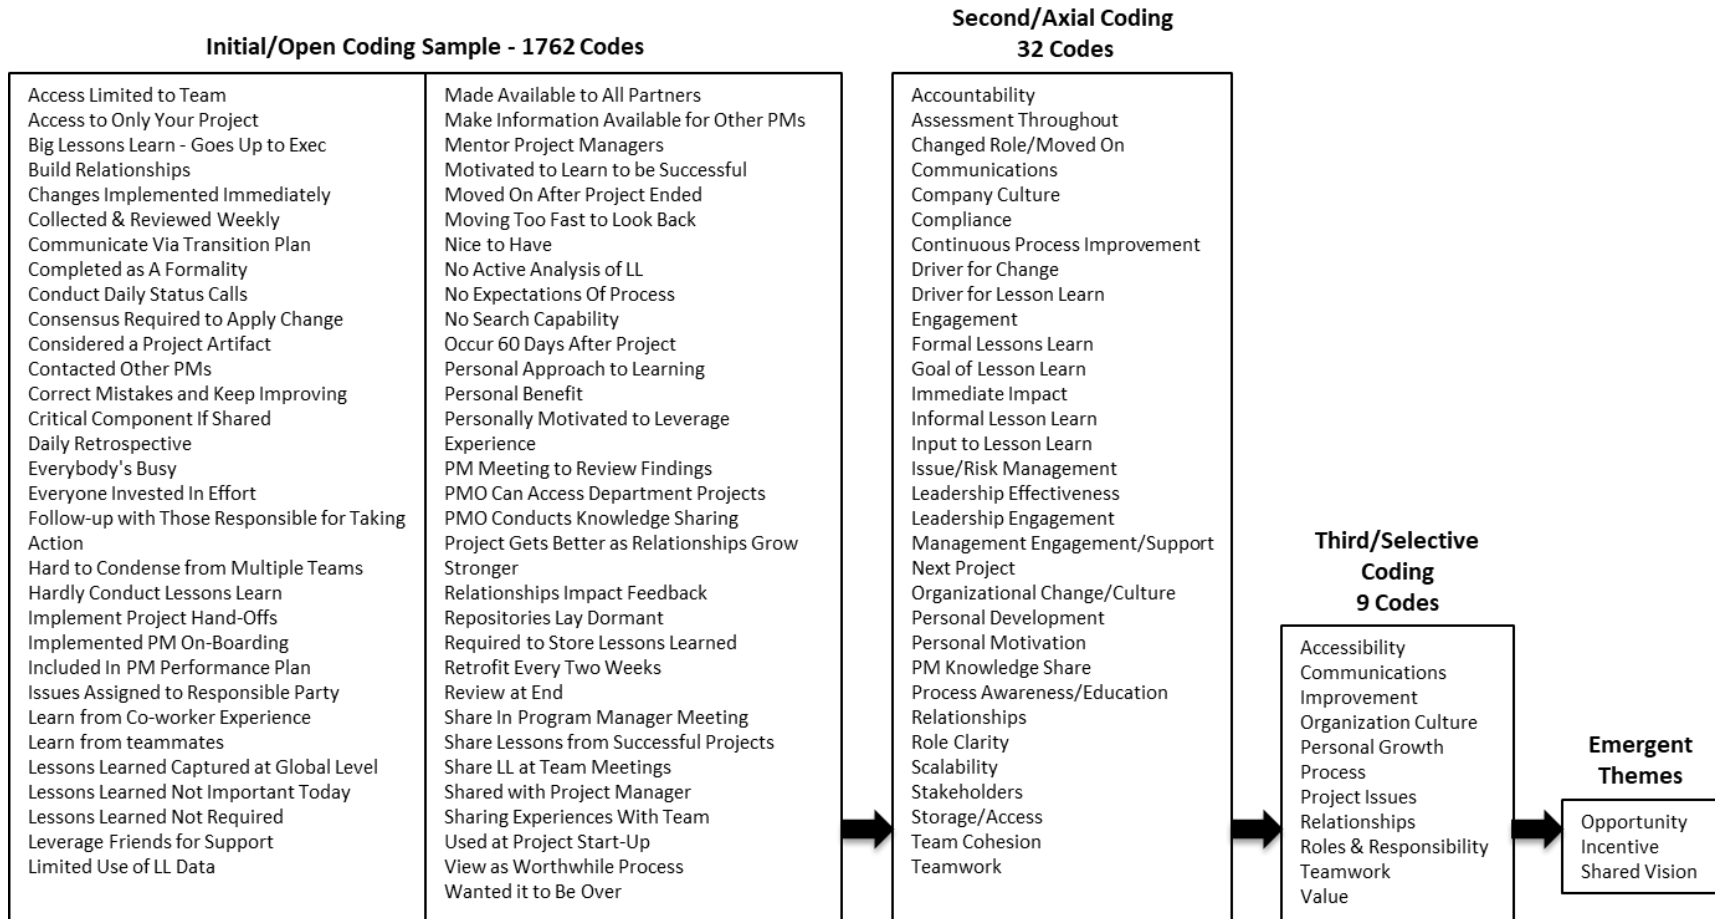 Initial/Open Coding Sample - 1762 Codes
Access Limited to Team
Access to Only Your Project
Big Lessons Learn - Goes Up to Exec
Build Relationships
Changes Implemented Immediately
Collected & Reviewed Weekly
Communicate Via Transition Plan
Completed as A Formality
Conduct Daily Status Calls
Consensus Required to Apply Change
Considered a Project Artifact
Contacted Other PMs
Correct Mistakes and Keep Improving
Critical Component If Shared
Daily Retrospective
Everybody's Busy
Everyone Invested In Effort
Follow-up with Those Responsible for Taking
Action
Hard to Condense from Multiple Teams
Hardly Conduct Lessons Learn
Implement Project Hand-Offs
Implemented PM On-Boarding
Included In PM Performance Plan
Issues Assigned to Responsible Party
Learn from Co-worker Experience
Learn from teammates
Lessons Learned Captured at Global Level
Lessons Learned Not Important Today
Lessons Learned Not Required
Leverage Friends for Support
Limited Use of LL Data
Made Available to All Partners
Make Information Available for Other PMs
Mentor Project Managers
Motivated to Learn to be Successful
Moved On After Project Ended
Moving Too Fast to Look Back
Nice to Have
No Active Analysis of LL
No Expectations Of Process
No Search Capability
Occur 60 Days After Project
Personal Approach to Learning
Personal Benefit
Personally Motivated to Leverage
Experience
PM Meeting to Review Findings
PMO Can Access Department Projects
PMO Conducts Knowledge Sharing
Project Gets Better as Relationships Grow
Stronger
Relationships Impact Feedback
Repositories Lay Dormant
Required to Store Lessons Learned
Retrofit Every Two Weeks
Review at End
Share In Program Manager Meeting
Share Lessons from Successful Projects
Share LL at Team Meetings
Shared with Project Manager
Sharing Experiences With Team
Used at Project Start-Up
View as Worthwhile Process
Wanted it to Be Over
Second/Axial Coding
32 Codes
Accountability
Assessment Throughout
Changed Role/Moved On
Communications
Company Culture
Compliance
Continuous Process Improvement
Driver for Change
Driver for Lesson Learn
Engagement
Formal Lessons Learn
Goal of Lesson Learn
Immediate Impact
Informal Lesson Learn
Input to Lesson Learn
Issue/Risk Management
Leadership Effectiveness
Leadership Engagement
Management Engagement/Support
Next Project
Organizational Change/Culture
Personal Development
Personal Motivation
PM Knowledge Share
Process Awareness/Education
Relationships
Role Clarity
Scalability
Stakeholders
Storage/Access
Team Cohesion
Teamwork
Third/Selective
Coding
9 Codes
Accessibility
Communications
Improvement
Organization Culture
Personal Growth
Process
Project Issues
Relationships
Roles & Responsibility
Teamwork
Value
Emergent
Themes
Opportunity
Incentive
Shared Vision